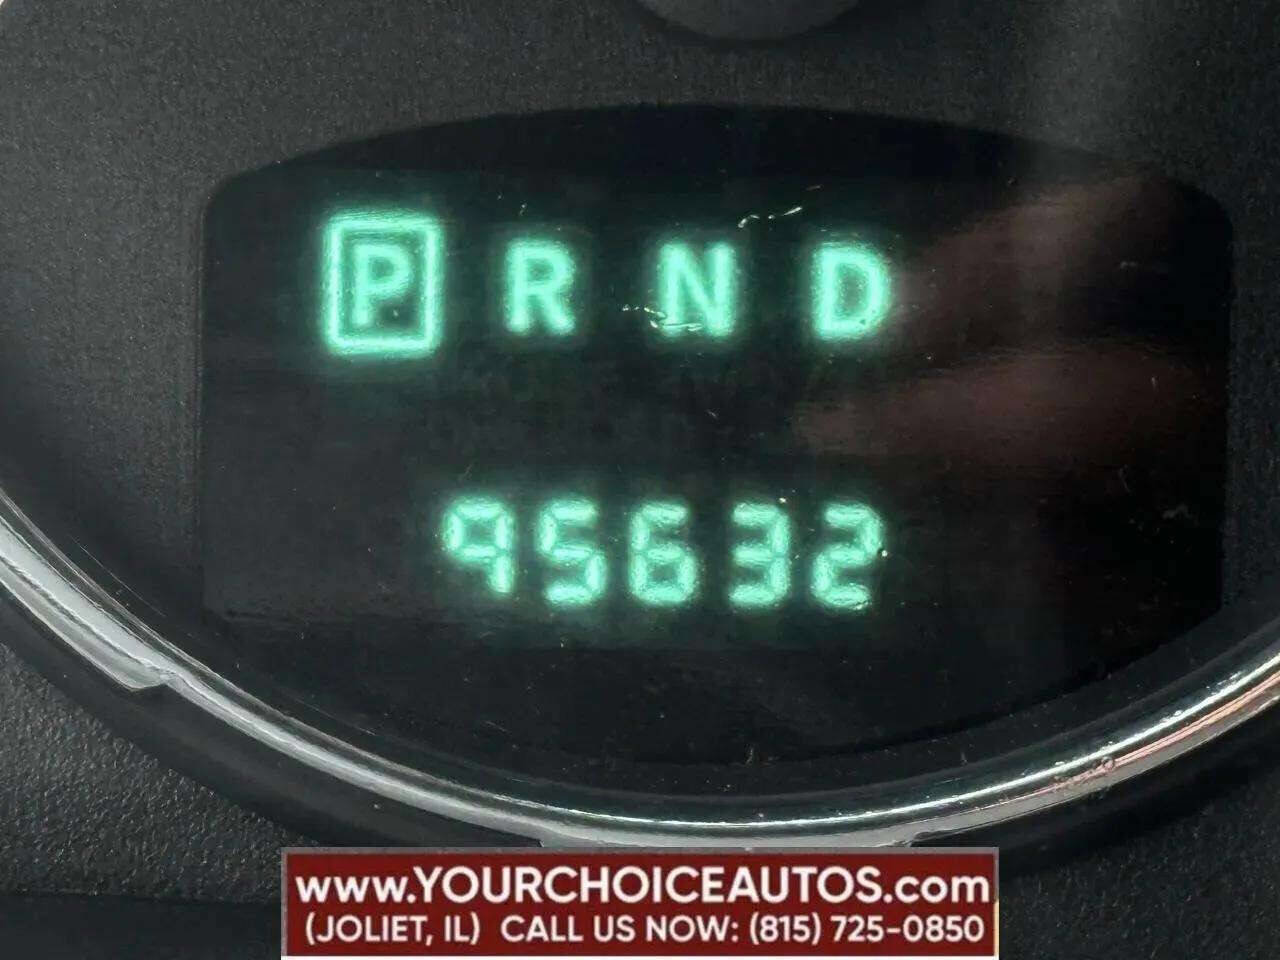 P R N D
95632
www.YOURCHOICEAUTOS.com
(JOLIET, IL) CALL US NOW: (815) 725-0850